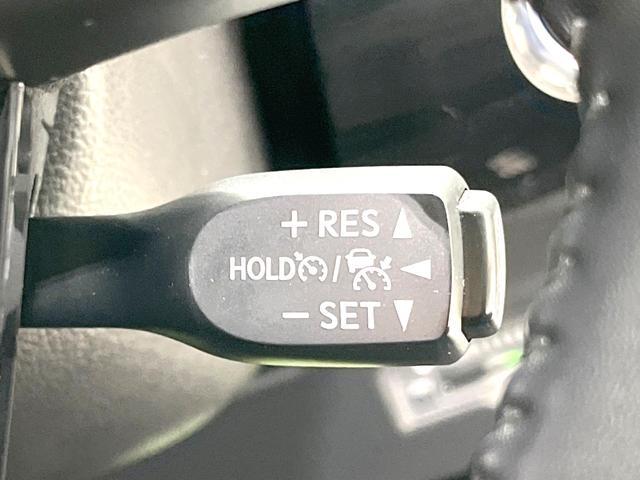 + RES ▲
HOLD / ◀
− SET ▼